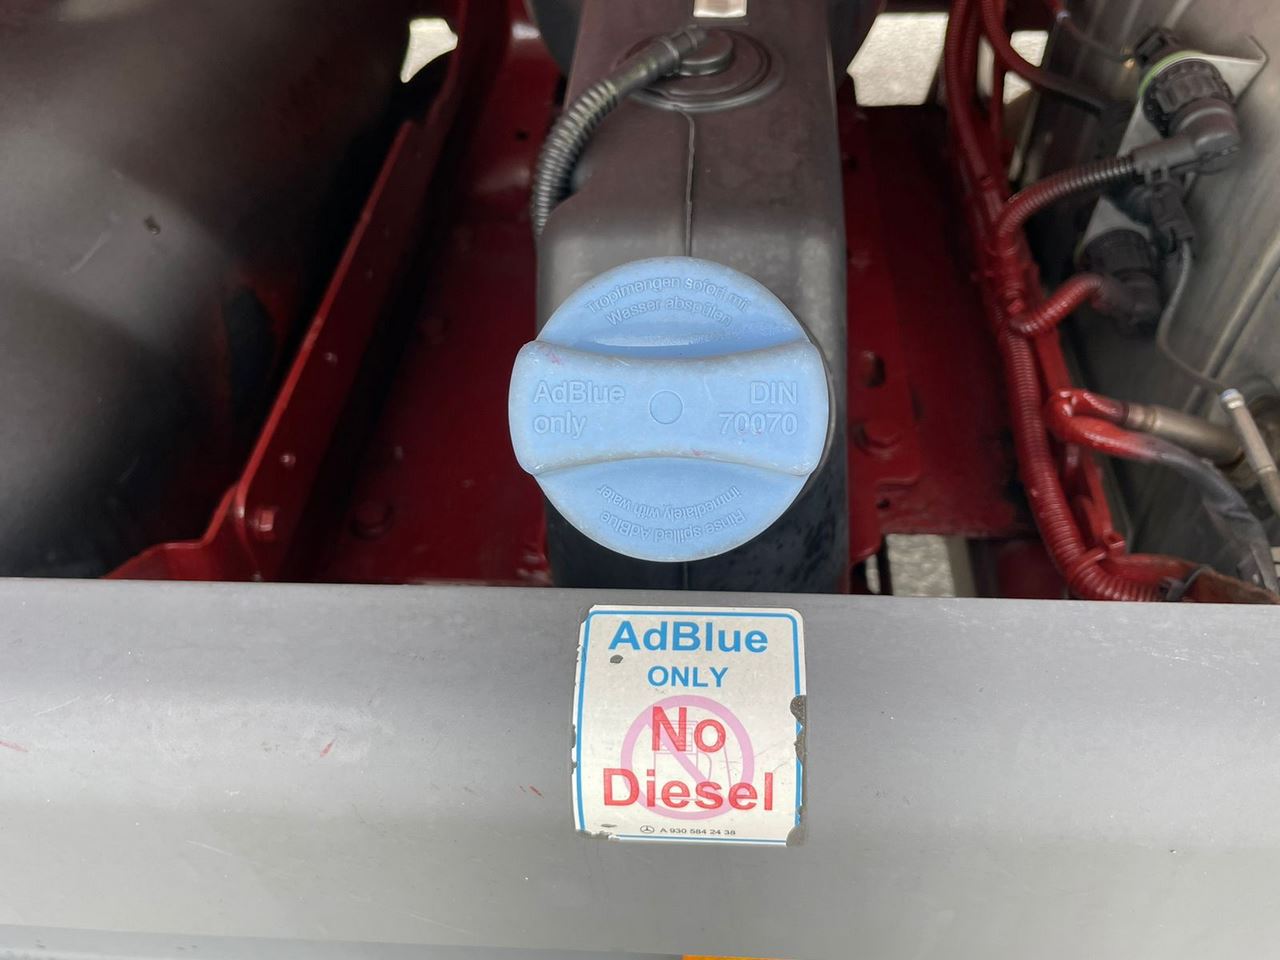 Tropfmengen sofort mit
Wasser abspülen
AdBlue
only
DIN
70070
Rinse spilled AdBlue
immediately with water
AdBlue
ONLY
No
Diesel
A 930 584 24 38